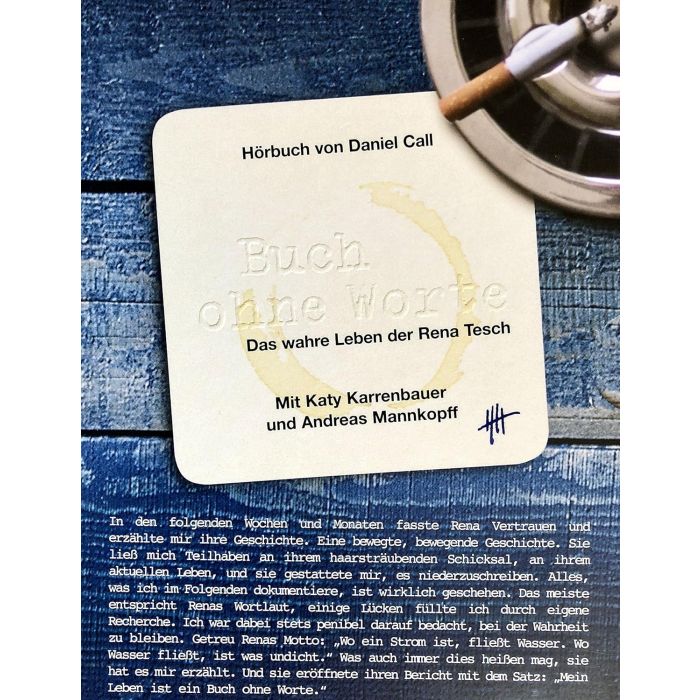 Hörbuch von Daniel Call
Buch
ohne Worte
Das wahre Leben der Rena Tesch
Mit Katy Karrenbauer
und Andreas Mannkopff
In den folgenden Wochen und Monaten fasste Rena Vertrauen und
erzählte mir ihre Geschichte. Eine bewegte, bewegende Geschichte. Sie
ließ mich Teilhaben an ihrem haarsträubenden Schicksal, an ihrem
aktuellen Leben, und sie gestattete mir, es niederzuschreiben. Alles,
was ich im Folgenden dokumentiere, ist wirklich geschehen. Das meiste
entspricht Renas Wortlaut, einige Lücken füllte ich durch eigene
Recherche. Ich war dabei stets penibel darauf bedacht, bei der Wahrheit
zu bleiben. Getreu Renas Motto: „Wo ein Strom ist, fließt Wasser. Wo
Wasser fließt, ist was undicht.“ Was auch immer dies heißen mag, sie
hat es mir erzählt. Und sie eröffnete ihren Bericht mit dem Satz: „Mein
Leben ist ein Buch ohne Worte.“